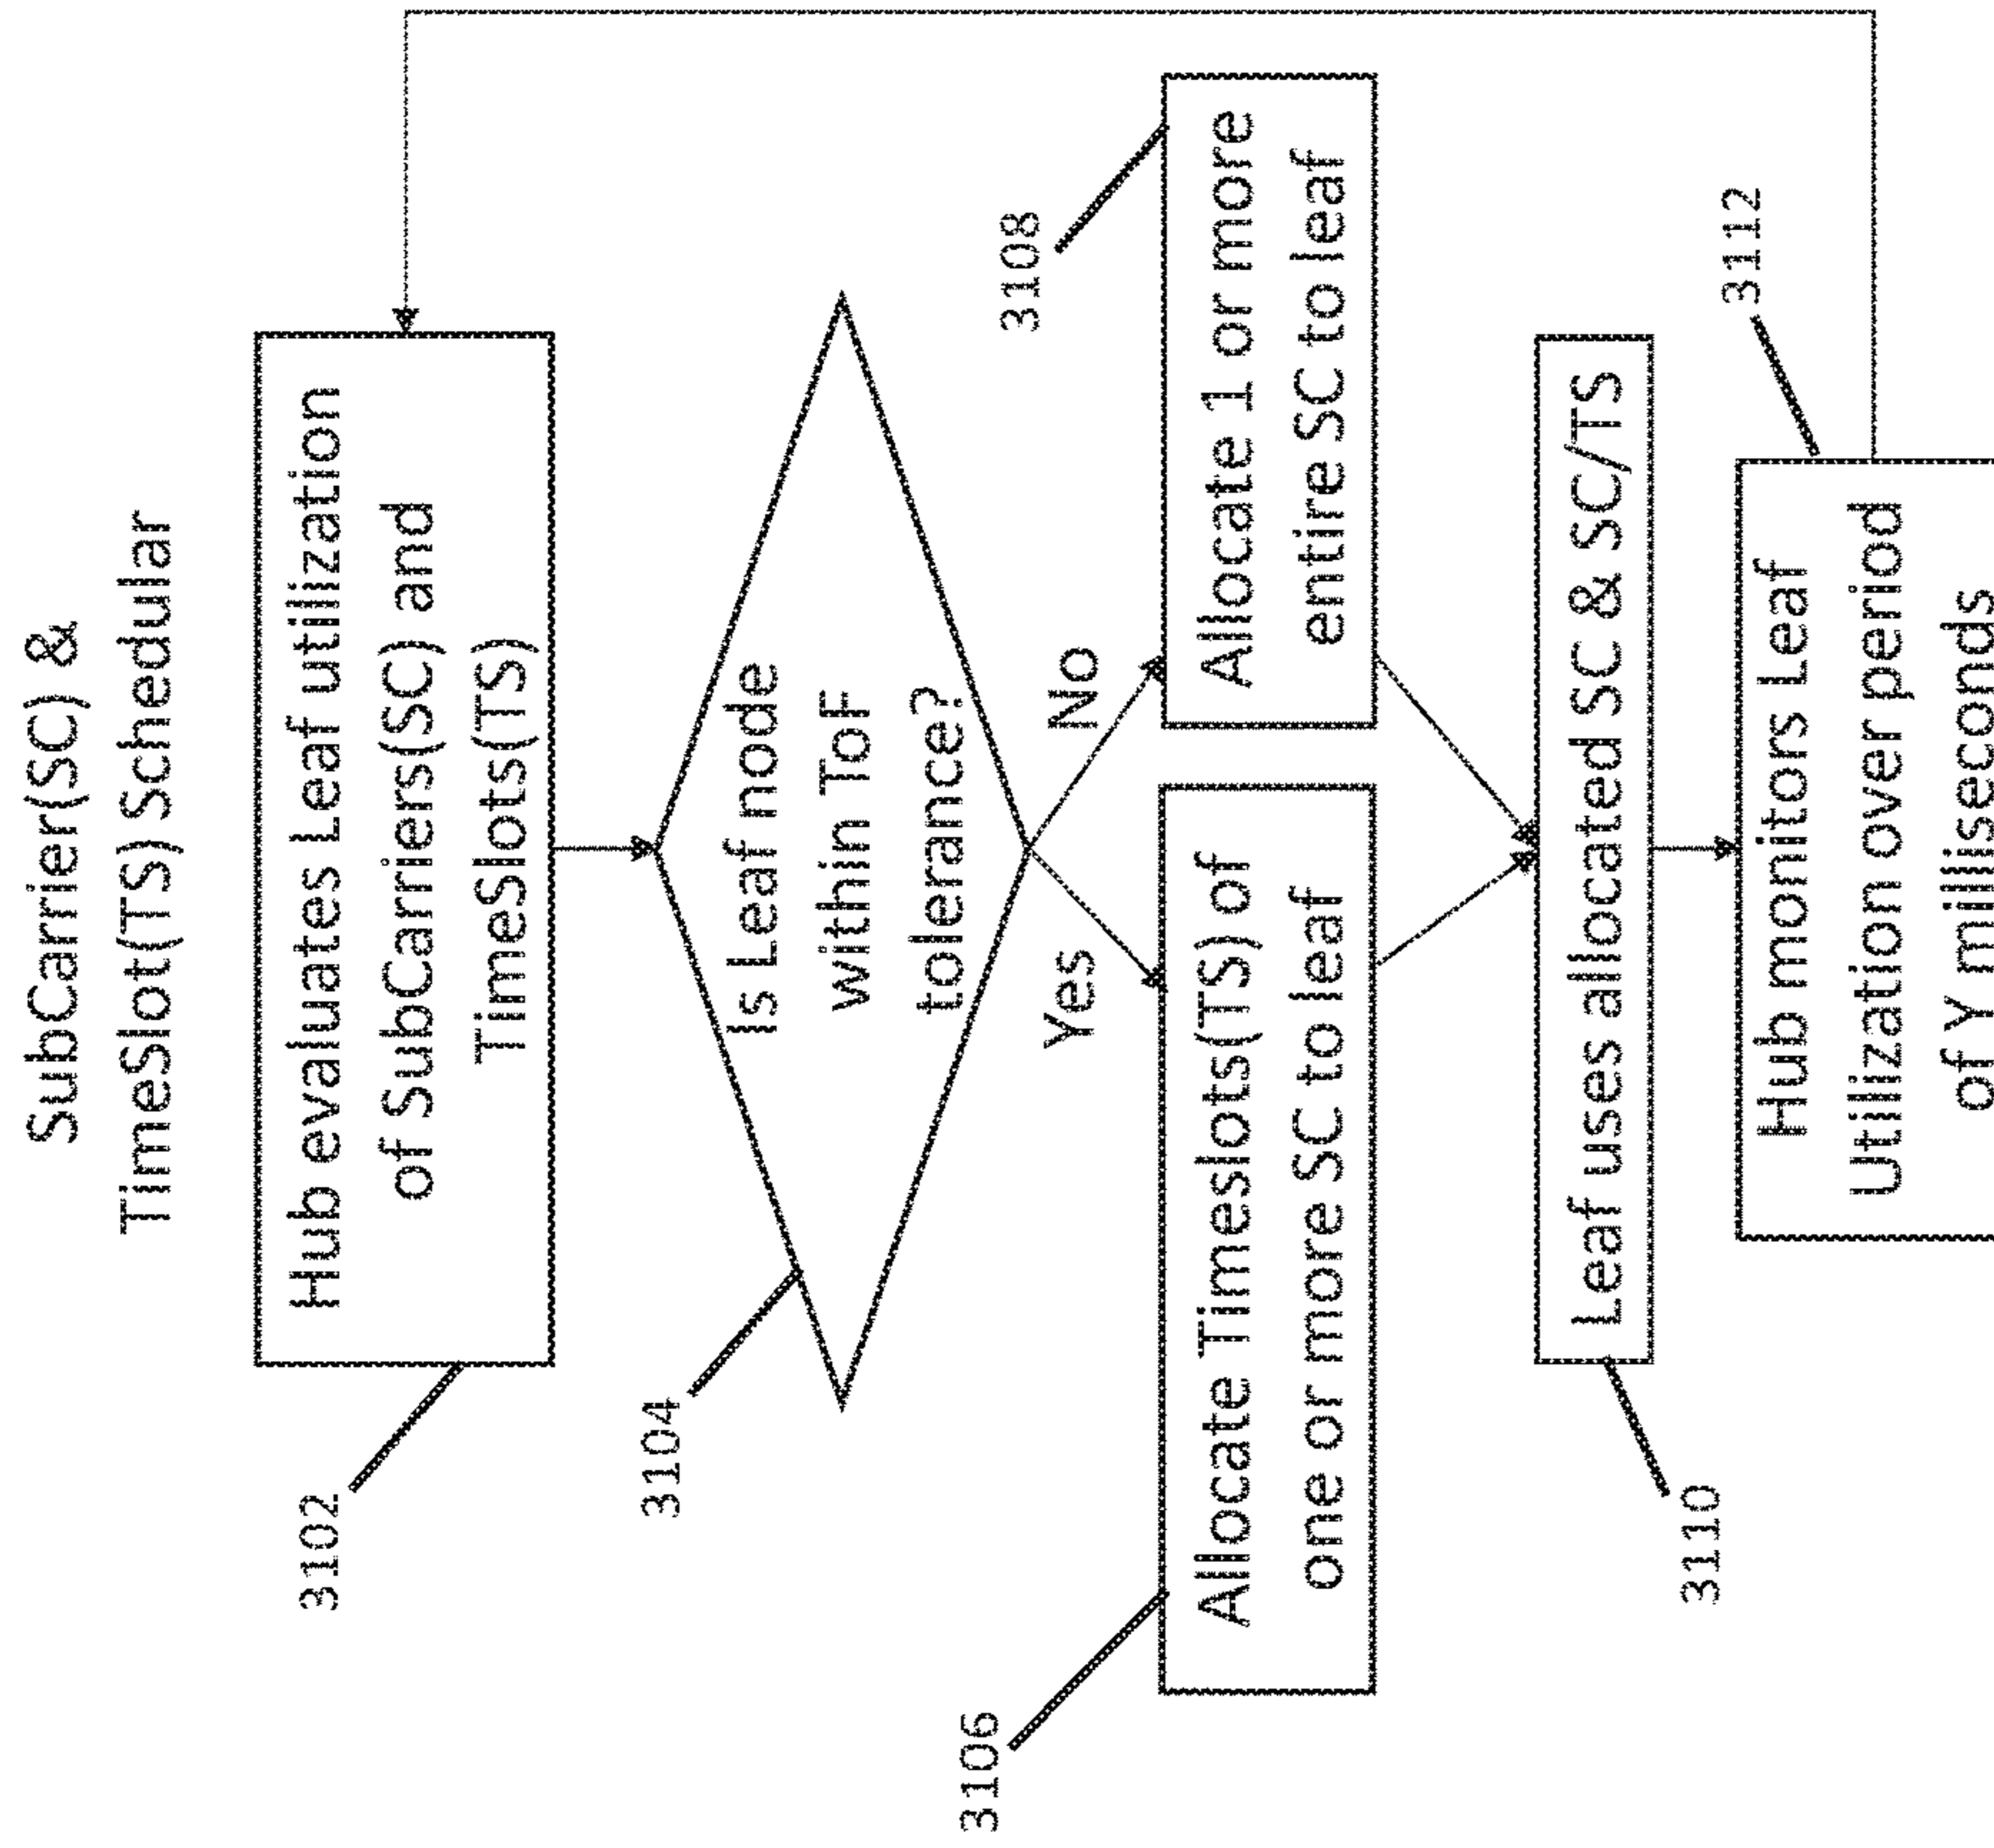 SubCarrier(SC) &
TimeSlot(TS) Schedular
3102
Hub evaluates Leaf utilization
of SubCarriers(SC) and
TimeSlots(TS)
3104
Is Leaf node
within ToF
tolerance?
Yes
No
3106
Allocate Timeslots(TS) of
one or more SC to leaf
3108
Allocate 1 or more
entire SC to leaf
3110
Leaf uses allocated SC & SC/TS
3112
Hub monitors Leaf
Utilization over period
of Y milliseconds